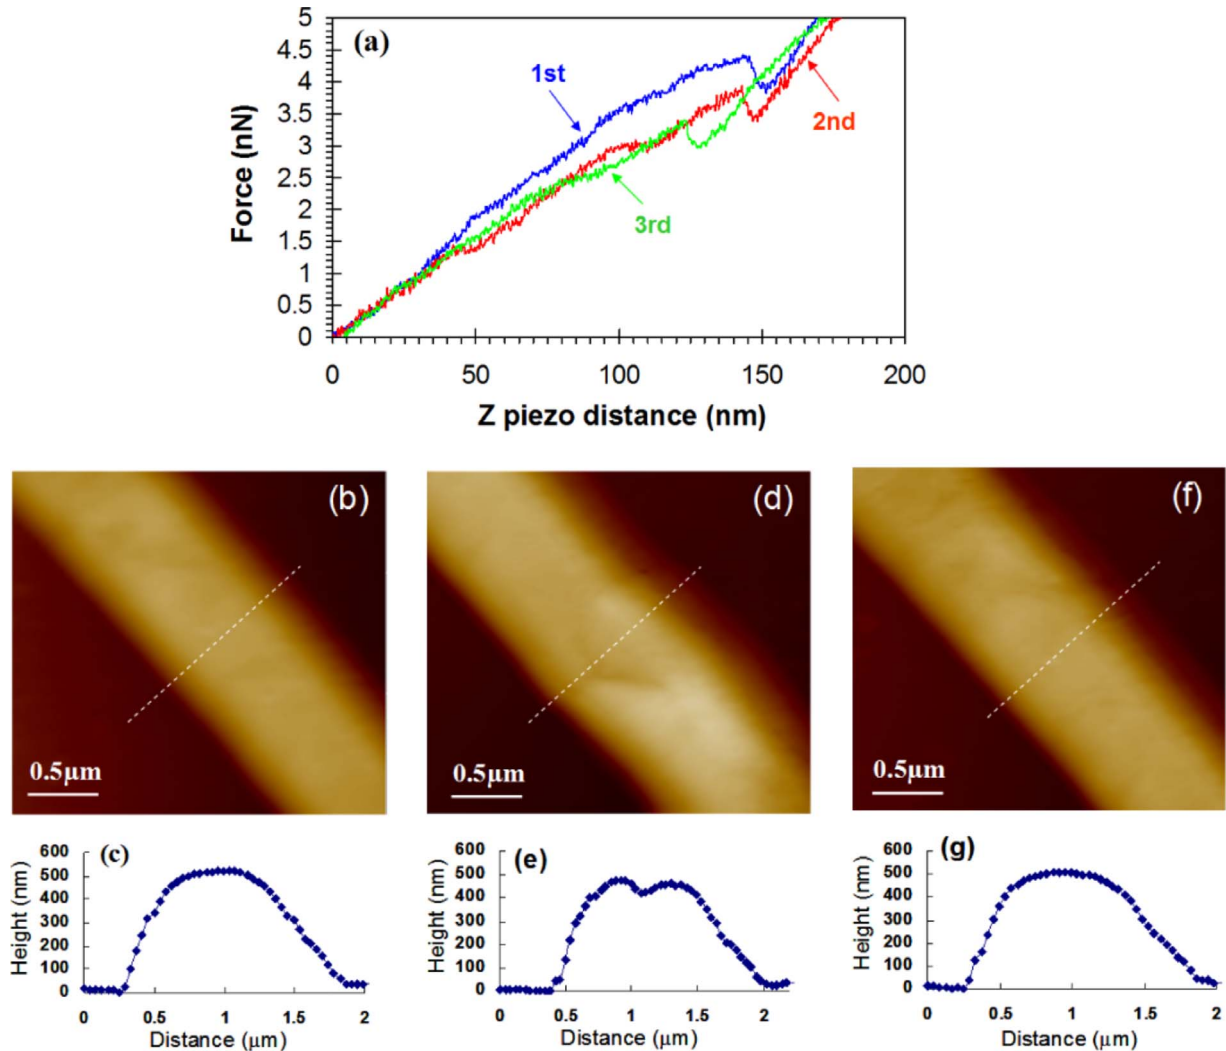 (a)
5
4.5
4
3.5
3
2.5
2
1.5
1
0.5
0
Force (nN)
1st
2nd
3rd
0 50 100 150 200
Z piezo distance (nm)
(b) (d) (f)
0.5μm 0.5μm 0.5μm
(c)
600
500
400
300
200
100
0
Height (nm)
0 0.5 1 1.5 2
Distance (μm)
(e)
600
500
400
300
200
100
0
Height (nm)
0 0.5 1 1.5 2
Distance (μm)
(g)
600
500
400
300
200
100
0
Height (nm)
0 0.5 1 1.5 2
Distance (μm)